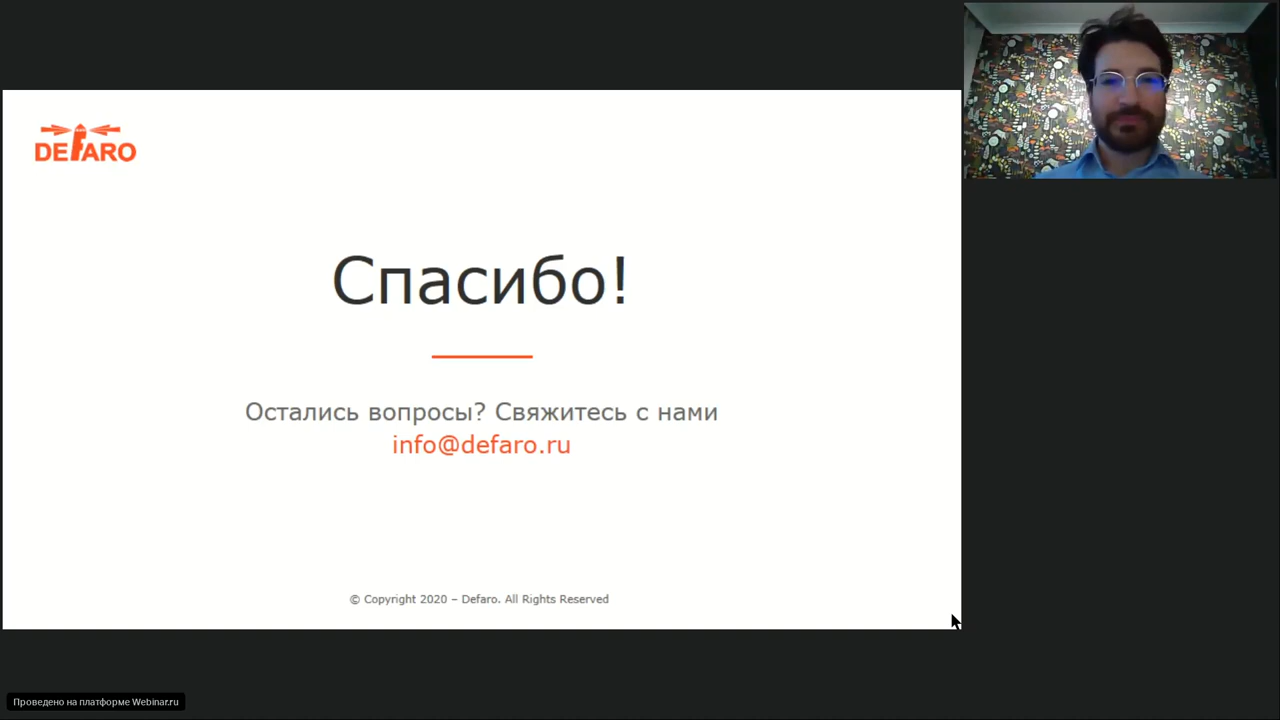 DEFARO
Спасибо!
Остались вопросы? Свяжитесь с нами
info@defaro.ru
© Copyright 2020 – Defaro. All Rights Reserved
Проведено на платформе Webinar.ru